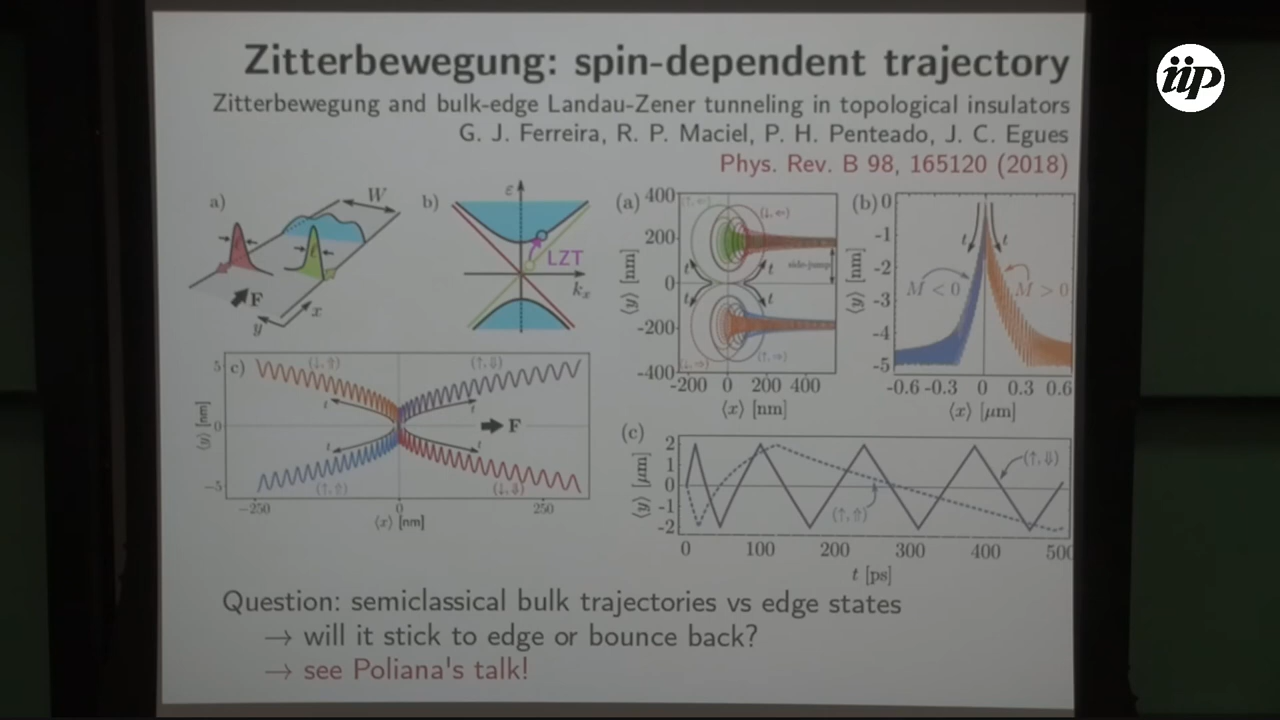 Zitterbewegung: spin-dependent trajectory
iip
Zitterbewegung and bulk-edge Landau-Zener tunneling in topological insulators
G. J. Ferreira, R. P. Maciel, P. H. Penteado, J. C. Egues
Phys. Rev. B 98, 165120 (2018)
a)
W
F
y
x
b)
ε
LZT
kₓ
c)
5
0
−5
⟨y⟩ [nm]
(↓,⇑)
(↑,⇓)
t
t
F
t
t
(↑,⇑)
(↓,⇓)
−250
0
250
⟨x⟩ [nm]
(a)
400
200
0
-200
-400
⟨y⟩ [nm]
(↑,⇐)
(↓,⇐)
side-jump
t
t
t
t
(↓,⇒)
(↑,⇒)
-200
0
200
400
⟨x⟩ [nm]
(b)
0
-1
-2
-3
-4
-5
⟨y⟩ [nm]
t
t
M < 0
M > 0
-0.6
-0.3
0
0.3
0.6
⟨x⟩ [μm]
(c)
2
1
0
-1
-2
⟨y⟩ [μm]
(↑,⇓)
(↑,⇑)
0
100
200
300
400
500
t [ps]
Question: semiclassical bulk trajectories vs edge states
→ will it stick to edge or bounce back?
→ see Poliana's talk!